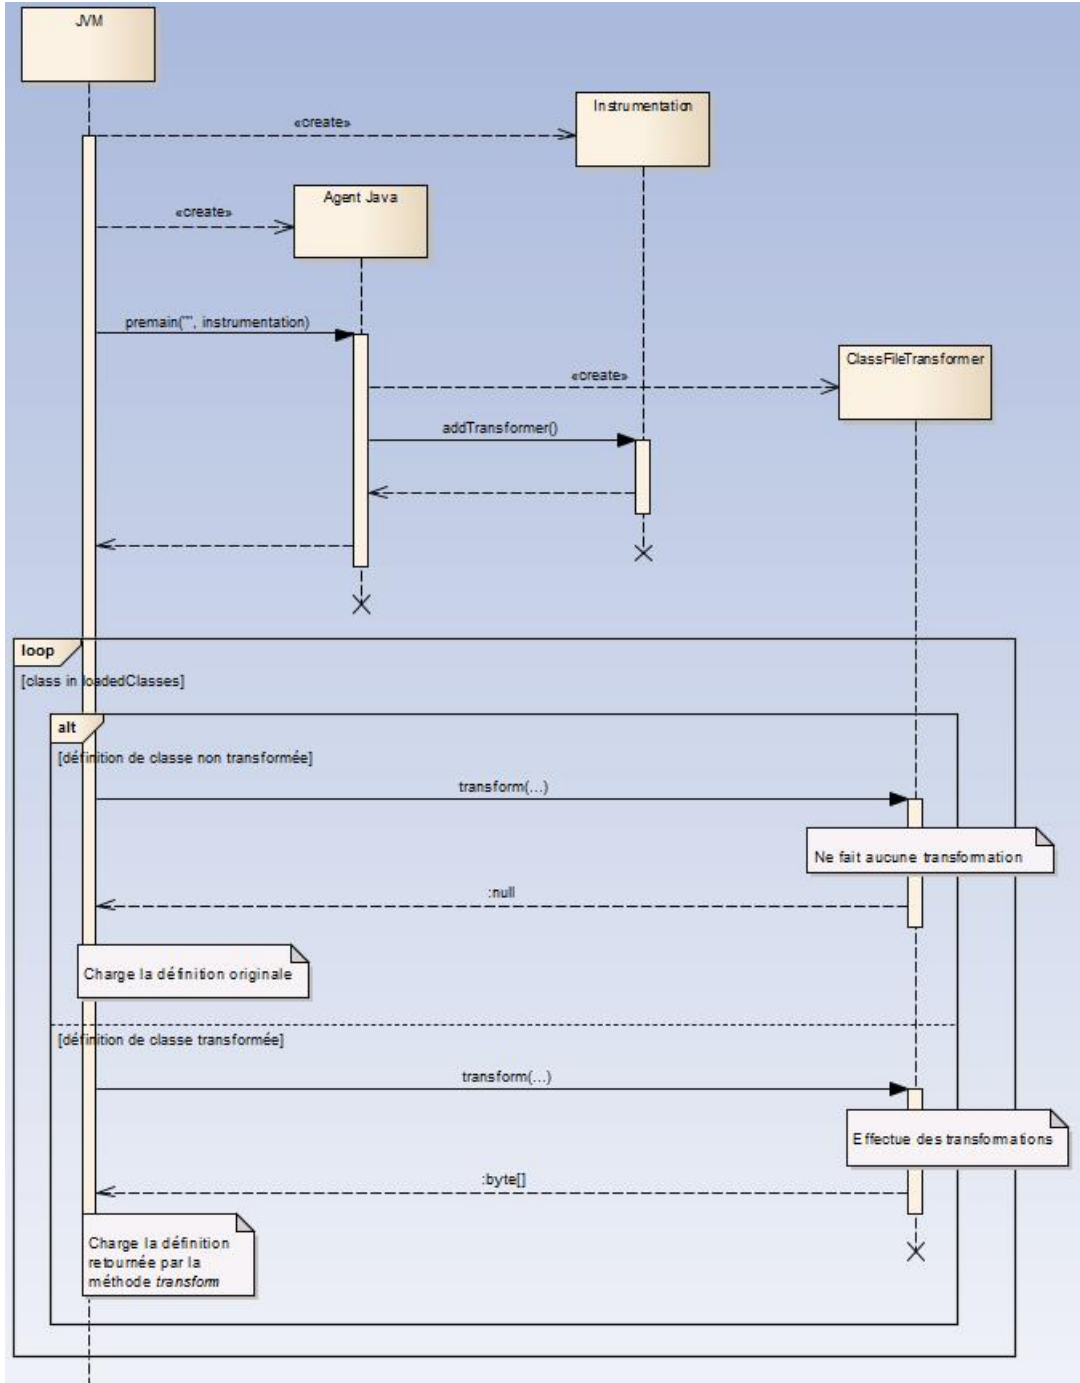 JVM
Instrumentation
«create»
Agent Java
«create»
premain("", instrumentation)
ClassFileTransformer
«create»
addTransformer()
loop
[class in loadedClasses]
alt
[définition de classe non transformée]
transform(...)
Ne fait aucune transformation
:null
Charge la définition originale
[définition de classe transformée]
transform(...)
Effectue des transformations
:byte[]
Charge la définition
retournée par la
méthode transform